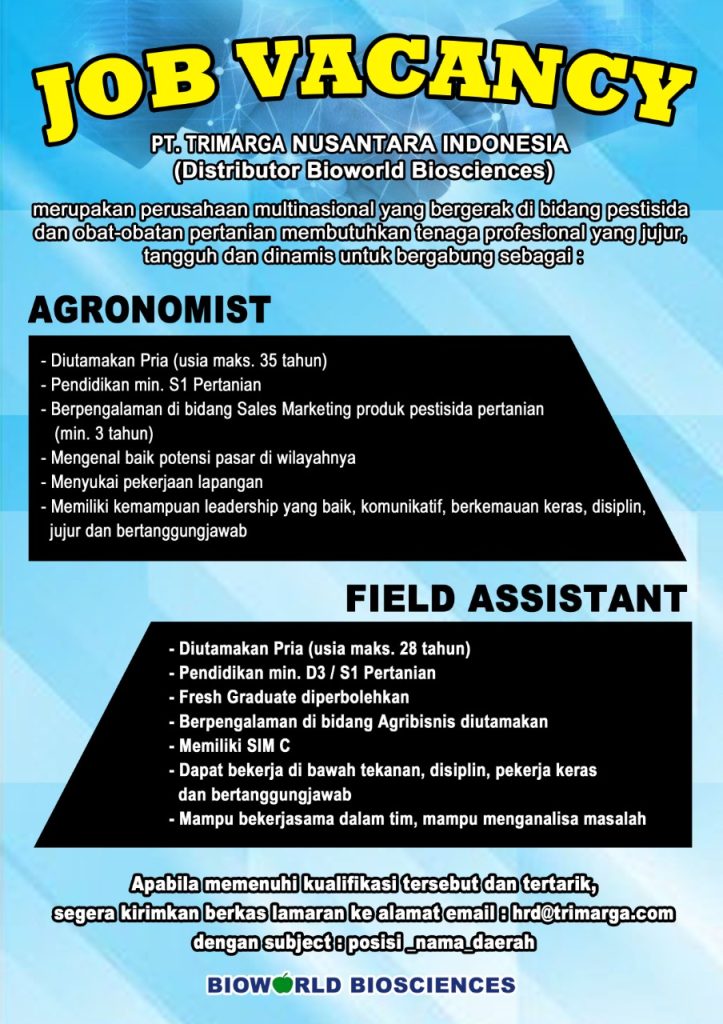 JOB VACANCY
PT. TRIMARGA NUSANTARA INDONESIA
(Distributor Bioworld Biosciences)
merupakan perusahaan multinasional yang bergerak di bidang pestisida
dan obat-obatan pertanian membutuhkan tenaga profesional yang jujur,
tangguh dan dinamis untuk bergabung sebagai :
AGRONOMIST
- Diutamakan Pria (usia maks. 35 tahun)
- Pendidikan min. S1 Pertanian
- Berpengalaman di bidang Sales Marketing produk pestisida pertanian
(min. 3 tahun)
- Mengenal baik potensi pasar di wilayahnya
- Menyukai pekerjaan lapangan
- Memiliki kemampuan leadership yang baik, komunikatif, berkemauan keras, disiplin,
jujur dan bertanggungjawab
FIELD ASSISTANT
- Diutamakan Pria (usia maks. 28 tahun)
- Pendidikan min. D3 / S1 Pertanian
- Fresh Graduate diperbolehkan
- Berpengalaman di bidang Agribisnis diutamakan
- Memiliki SIM C
- Dapat bekerja di bawah tekanan, disiplin, pekerja keras
dan bertanggungjawab
- Mampu bekerjasama dalam tim, mampu menganalisa masalah
Apabila memenuhi kualifikasi tersebut dan tertarik,
segera kirimkan berkas lamaran ke alamat email : hrd@trimarga.com
dengan subject : posisi _nama_daerah
BIOWORLD BIOSCIENCES